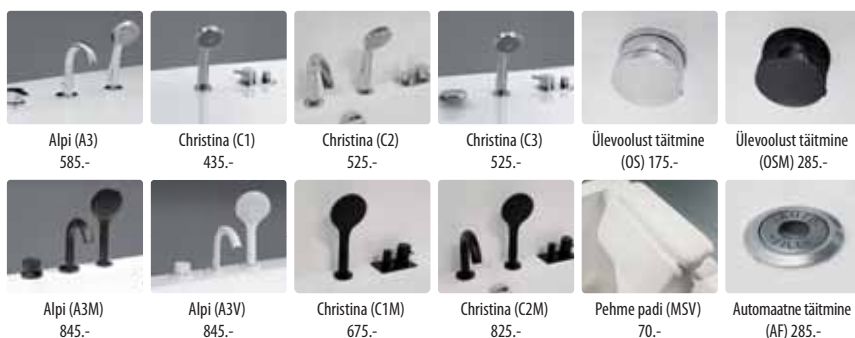 Alpi (A3)
585.-
Christina (C1)
435.-
Christina (C2)
525.-
Christina (C3)
525.-
Ülevoolust täitmine
(OS) 175.-
Ülevoolust täitmine
(OSM) 285.-
Alpi (A3M)
845.-
Alpi (A3V)
845.-
Christina (C1M)
675.-
Christina (C2M)
825.-
Pehme padi (MSV)
70.-
Automaatne täitmine
(AF) 285.-